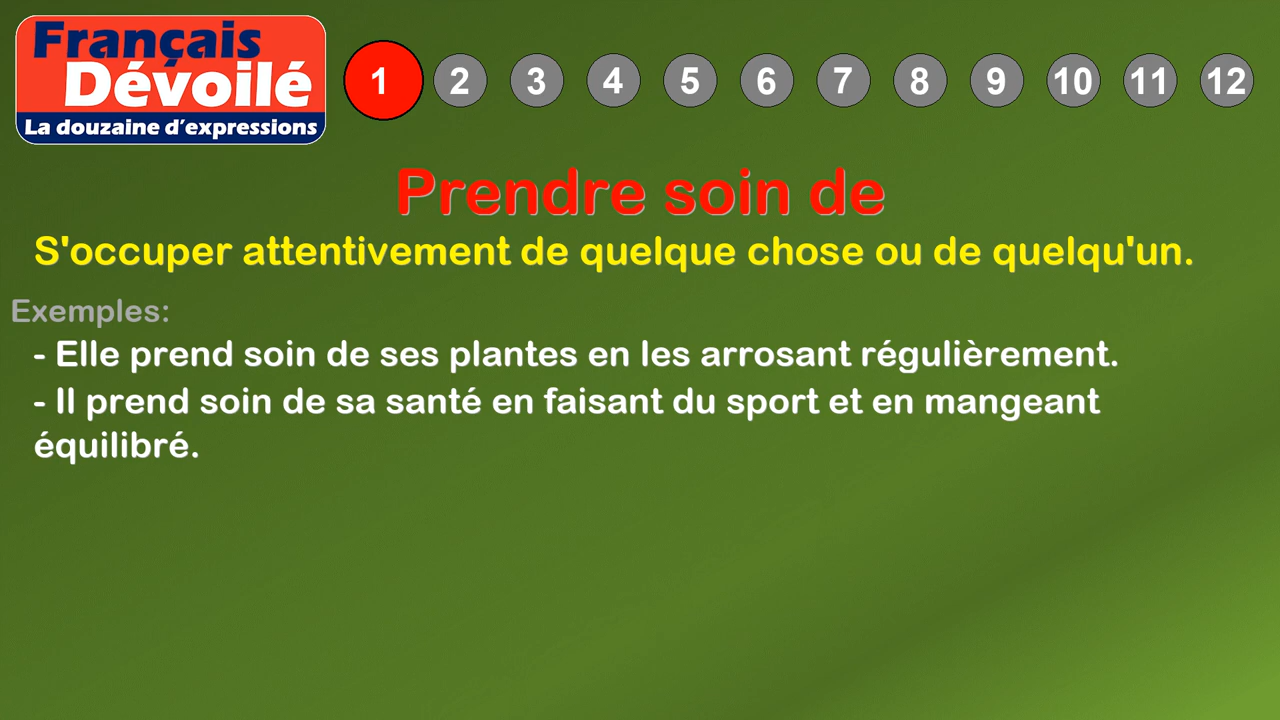 Français
Dévoilé
La douzaine d'expressions
1 2 3 4 5 6 7 8 9 10 11 12
Prendre soin de
S'occuper attentivement de quelque chose ou de quelqu'un.
Exemples:
- Elle prend soin de ses plantes en les arrosant régulièrement.
- Il prend soin de sa santé en faisant du sport et en mangeant
équilibré.